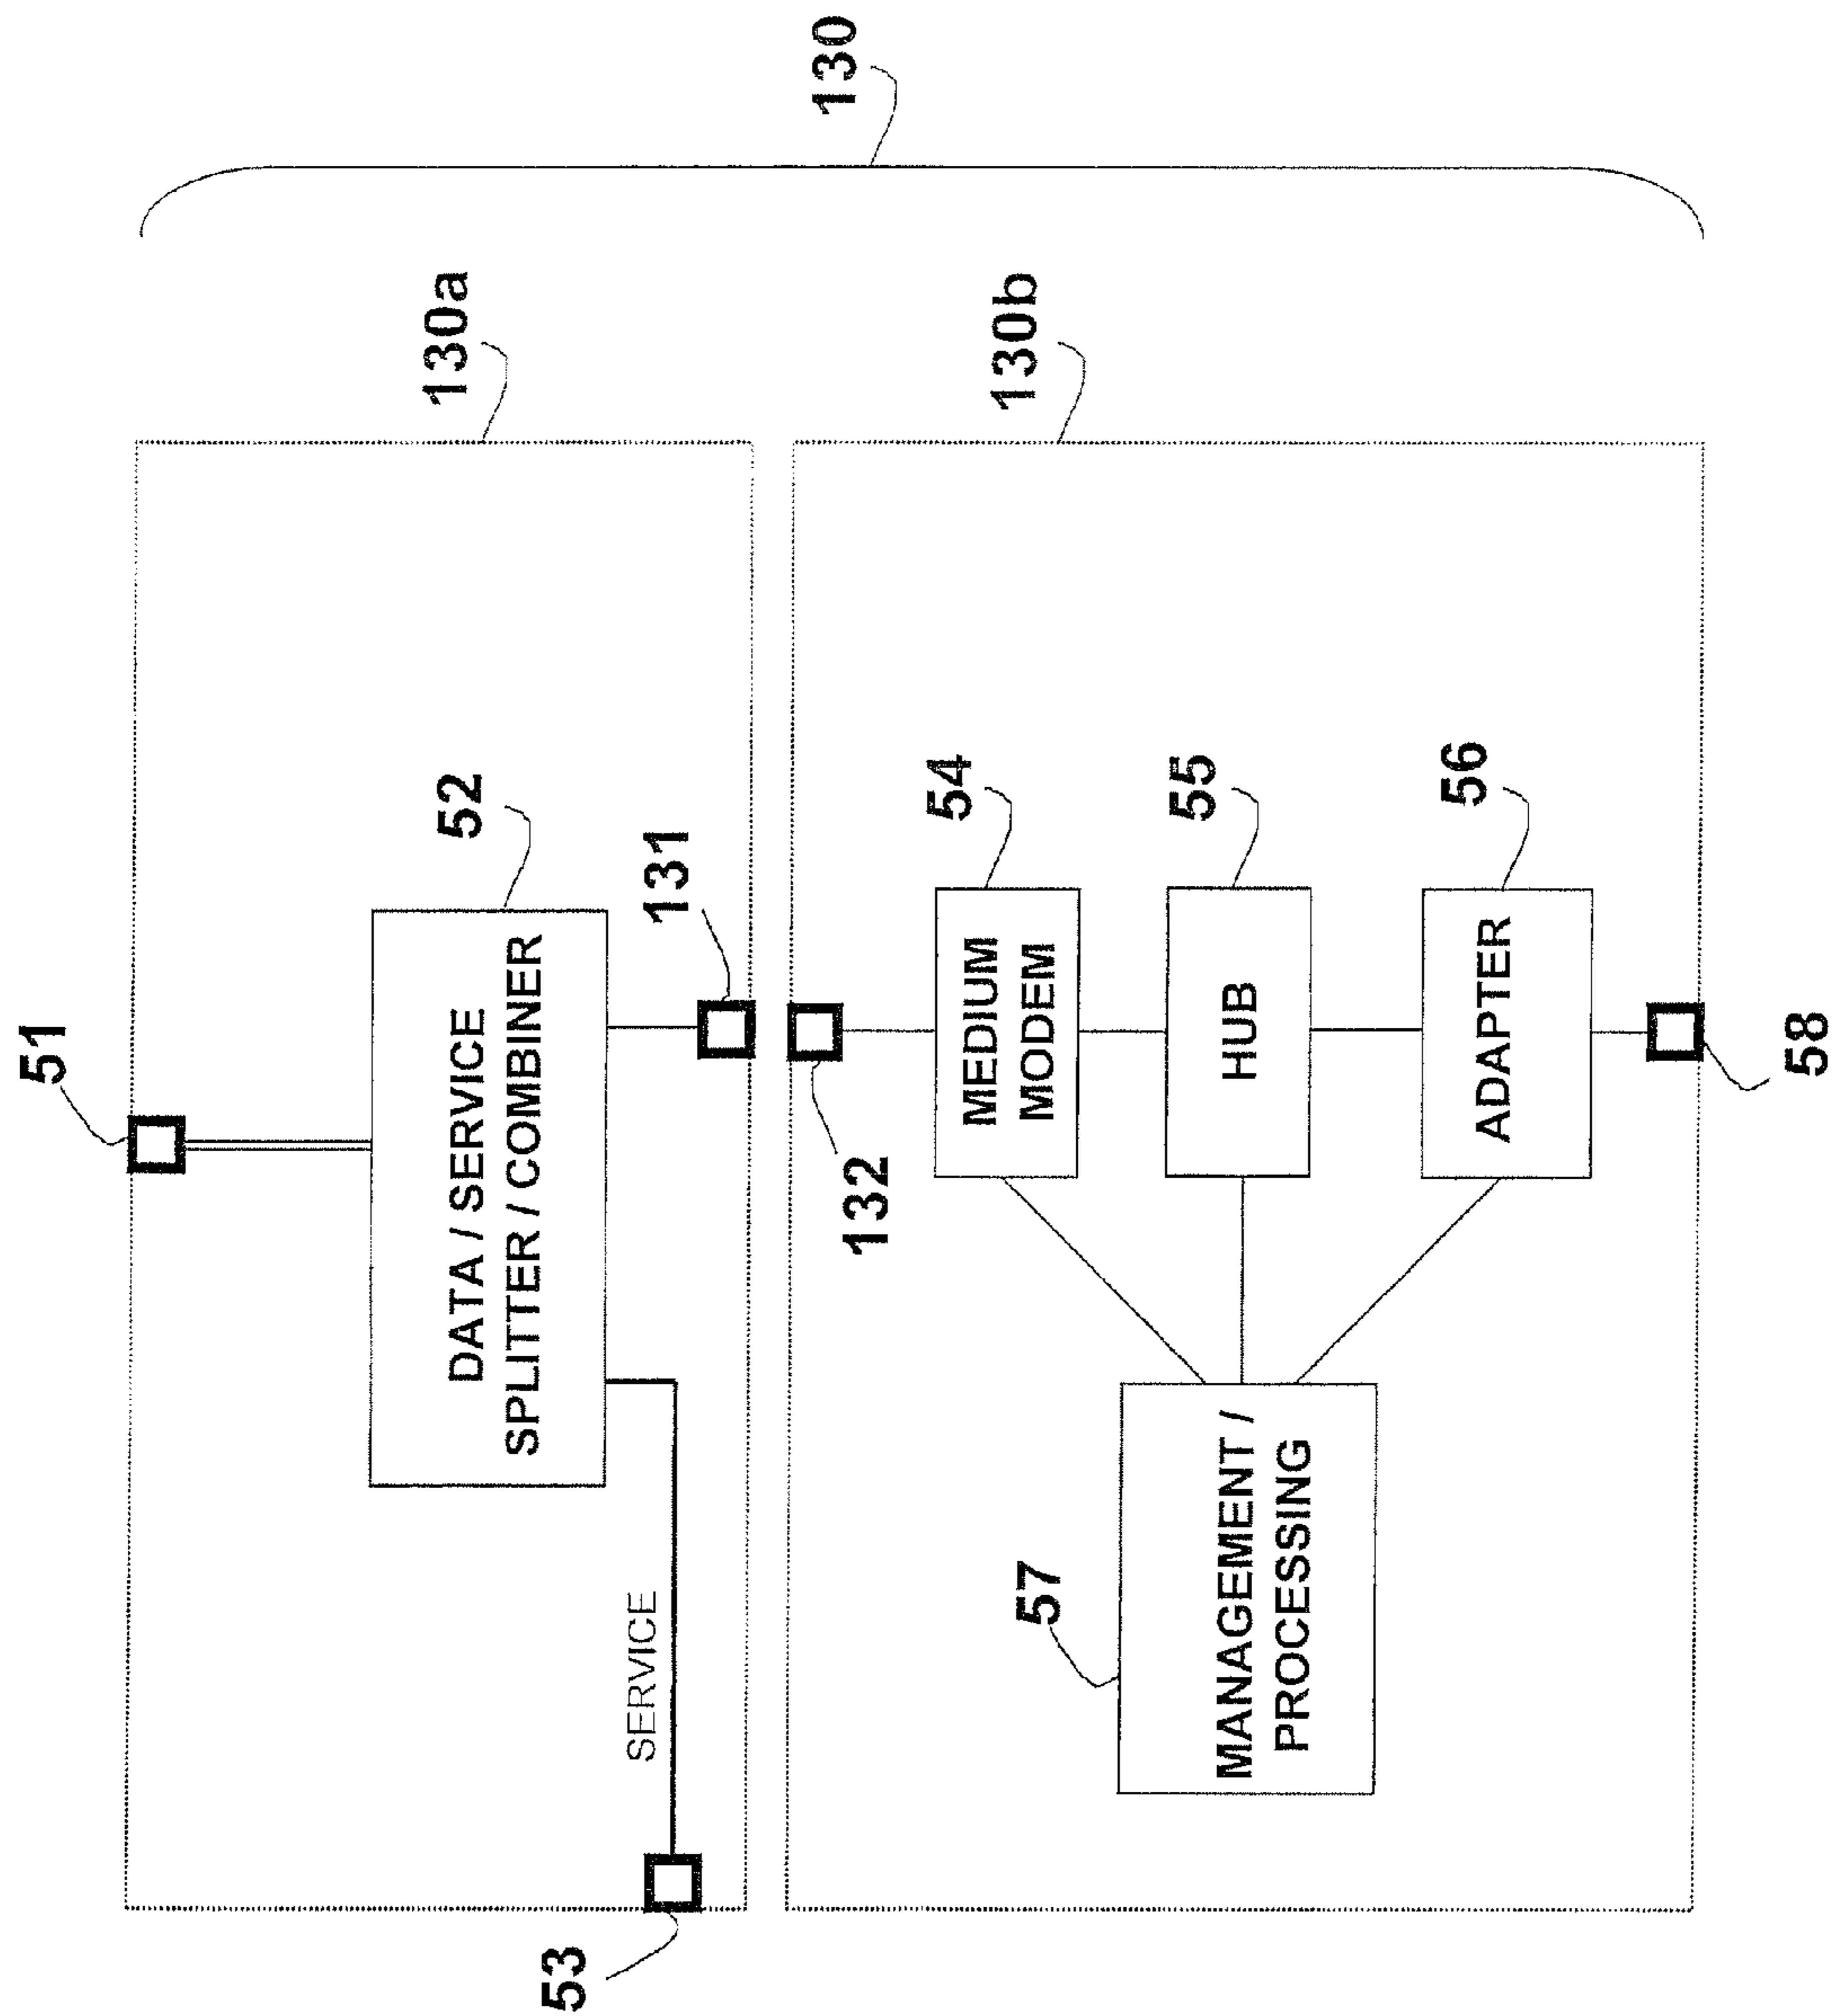 51
52
DATA / SERVICE
SPLITTER / COMBINER
53
SERVICE
131
130a
130
132
54
MEDIUM
MODEM
55
HUB
56
ADAPTER
57
MANAGEMENT /
PROCESSING
58
130b